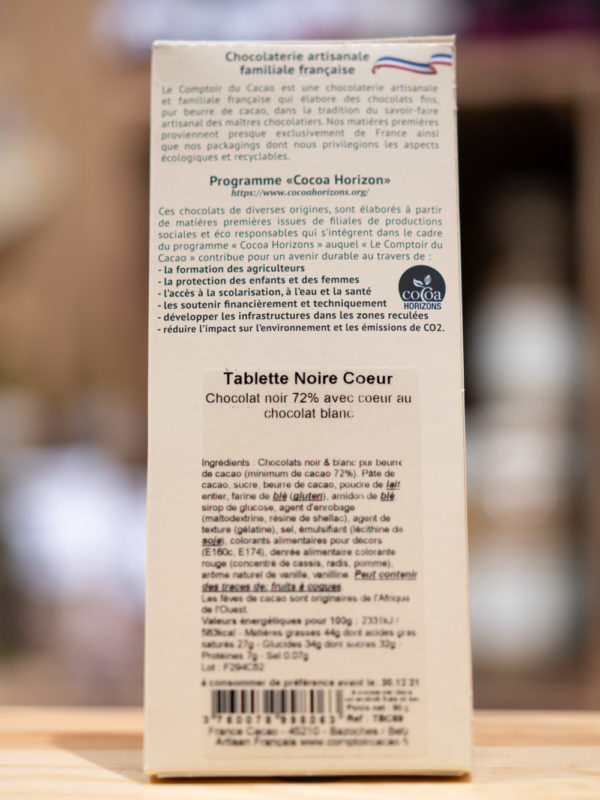 Chocolaterie artisanale
familiale française
Le Comptoir du Cacao est une chocolaterie artisanale
et familiale française qui élabore des chocolats fins,
pur beurre de cacao, dans la tradition du savoir-faire
artisanal des maîtres chocolatiers. Nos matières premières
proviennent presque exclusivement de France ainsi
que nos packagings dont nous privilegions les aspects
écologiques et recyclables.
Programme «Cocoa Horizon»
https://www.cocoahorizons.org/
Ces chocolats de diverses origines, sont élaborés à partir
de matières premières issues de filiales de productions
sociales et éco responsables qui s'intègrent dans le cadre
du programme « Cocoa Horizons » auquel « Le Comptoir du
Cacao » contribue pour un avenir durable au travers de :
- la formation des agriculteurs
- la protection des enfants et des femmes
- l'accès à la scolarisation, à l'eau et la santé
- les soutenir financièrement et techniquement
- développer les infrastructures dans les zones reculées
- réduire l'impact sur l'environnement et les émissions de CO2.
cocoa
HORIZONS
Tablette Noire Coeur
Chocolat noir 72% avec coeur au
chocolat blanc
Ingrédients : Chocolats noir & blanc pur beurre
de cacao (minimum de cacao 72%). Pâte de
cacao, sucre, beurre de cacao, poudre de lait
entier, farine de blé (gluten), amidon de blé
sirop de glucose, agent d'enrobage
(maltodextrine, résine de shellac), agent de
texture (gélatine), sel, émulsifiant (lécithine de
soja), colorants alimentaires pour décors
(E160c, E174), denrée alimentaire colorante
rouge (concentré de cassis, radis, pomme),
arôme naturel de vanille, vanilline. Peut contenir
des traces de: fruits à coques
Les fèves de cacao sont originaires de l'Afrique
de l'Ouest.
Valeurs énergétiques pour 100g : 2331kJ /
563kcal - Matières grasses 44g dont acides gras
saturés 27g - Glucides 34g dont sucres 32g -
Protéines 7g - Sel 0.07g
Lot : F294C52
à consommer de préférence avant le: 30.12.21
3 760078 998063
Ref : TBC89
France Cacao - 45210 - Bazoches / Betz
Artisan Français www.comptoircacao.f